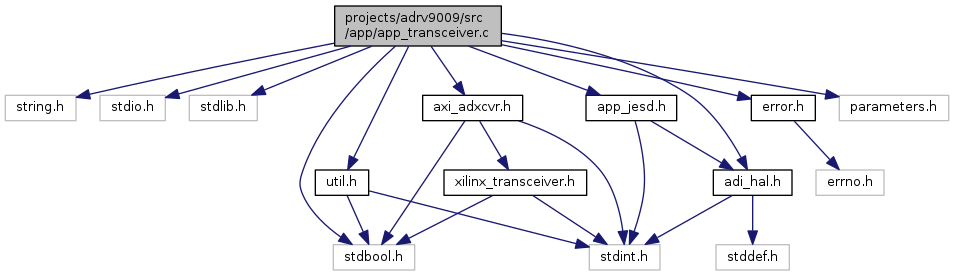 projects/adrv9009/src
/app/app_transceiver.c
string.h
stdio.h
stdlib.h
axi_adxcvr.h
app_jesd.h
error.h
parameters.h
util.h
xilinx_transceiver.h
adi_hal.h
errno.h
stdbool.h
stdint.h
stddef.h